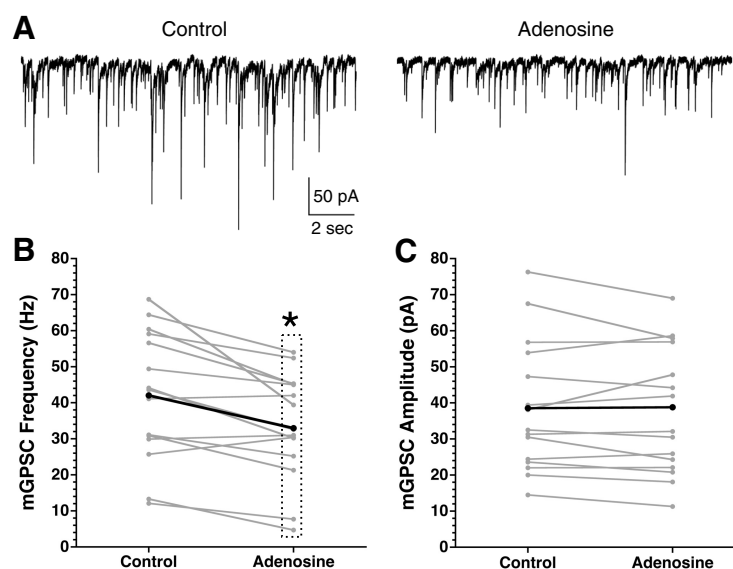 A
Control
Adenosine
50 pA
2 sec
B
mGPSC Frequency (Hz)
80
70
60
50
40
30
20
10
0
*
Control
Adenosine
C
mGPSC Amplitude (pA)
80
70
60
50
40
30
20
10
0
Control
Adenosine